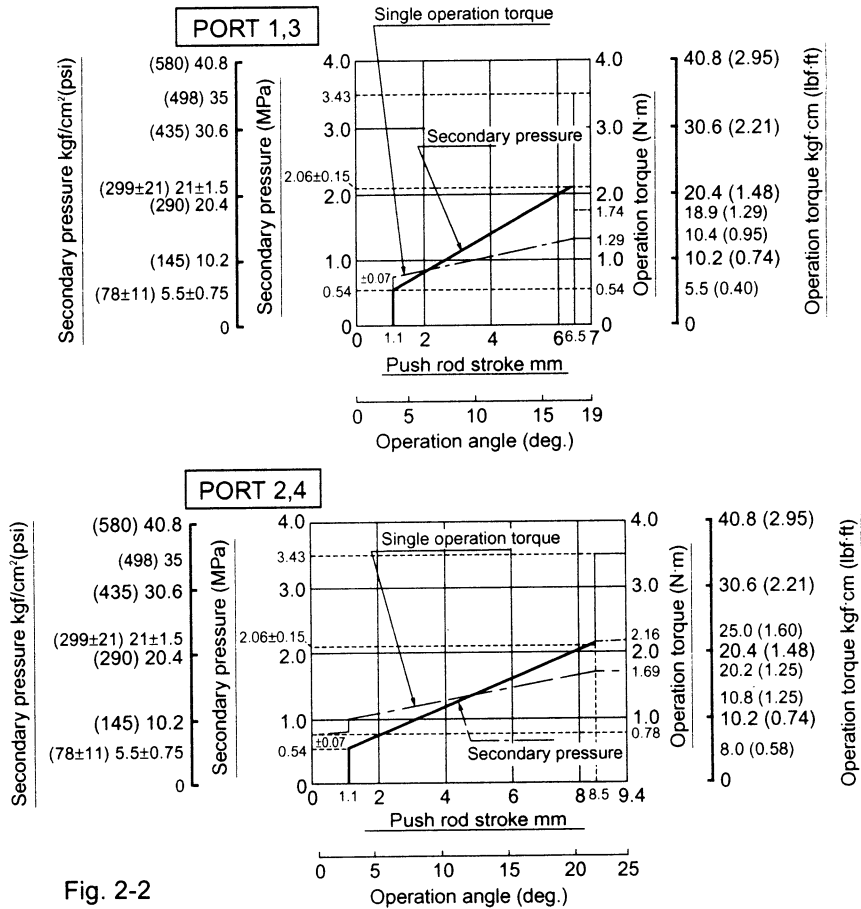 PORT 1,3
Single operation torque
Secondary pressure kgf/cm²(psi)
(580) 40.8
(498) 35
(435) 30.6
(299±21) 21±1.5
(290) 20.4
(145) 10.2
(78±11) 5.5±0.75
0
Secondary pressure (MPa)
4.0
3.43
3.0
2.06±0.15
2.0
1.0
±0.07
0.54
0
Secondary pressure
4.0
3.0
2.0
1.74
1.29
1.0
0.54
0
Operation torque (N·m)
40.8 (2.95)
30.6 (2.21)
20.4 (1.48)
18.9 (1.29)
10.4 (0.95)
10.2 (0.74)
5.5 (0.40)
0
Operation torque kgf·cm (lbf·ft)
0 1.1 2 4 6 6.5 7
Push rod stroke mm
0 5 10 15 19
Operation angle (deg.)
PORT 2,4
Secondary pressure kgf/cm²(psi)
(580) 40.8
(498) 35
(435) 30.6
(299±21) 21±1.5
(290) 20.4
(145) 10.2
(78±11) 5.5±0.75
0
Secondary pressure (MPa)
4.0
3.43
3.0
2.06±0.15
2.0
1.0
±0.07
0.54
0
Single operation torque
Secondary pressure
4.0
3.0
2.16
2.0
1.69
1.0
0.78
Operation torque (N·m)
40.8 (2.95)
30.6 (2.21)
25.0 (1.60)
20.4 (1.48)
20.2 (1.25)
10.8 (1.25)
10.2 (0.74)
8.0 (0.58)
0
Operation torque kgf·cm (lbf·ft)
0 1.1 2 4 6 8 8.5 9.4
Push rod stroke mm
0 5 10 15 20 25
Operation angle (deg.)
Fig. 2-2